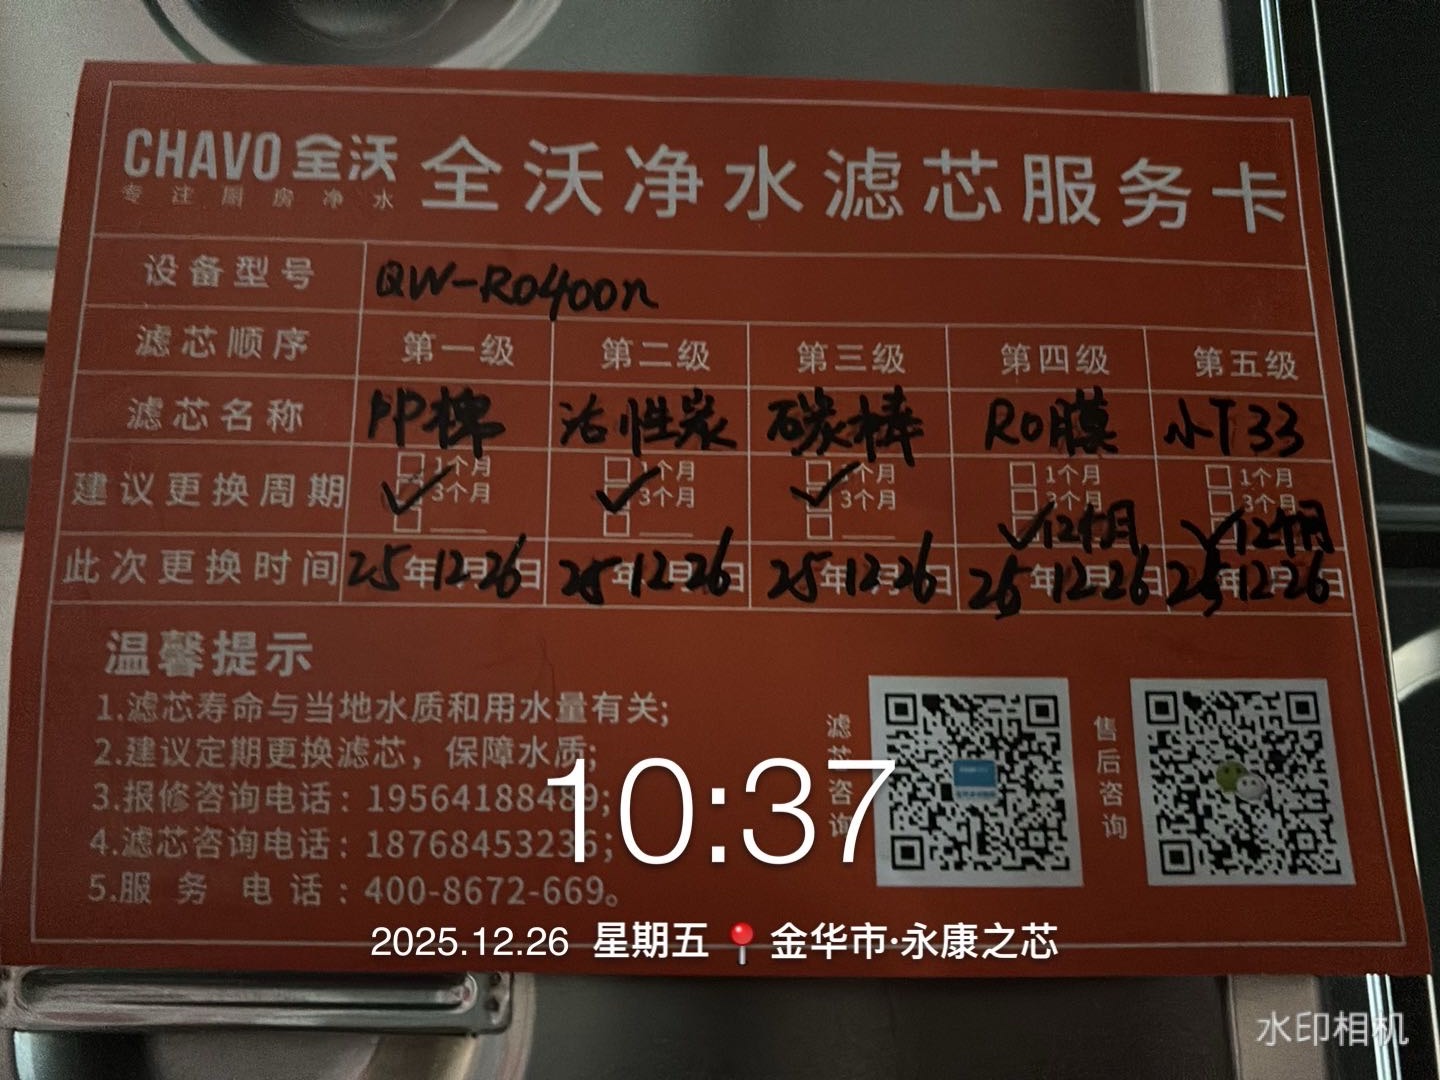 CHAVO 全沃
专注厨房净水
全沃净水滤芯服务卡
设备型号 QW-RO400n
滤芯顺序 第一级 第二级 第三级 第四级 第五级
滤芯名称 PP棉 活性炭 碳棒 RO膜 小T33
建议更换周期
□1个月 □1个月 □1个月 □1个月 □1个月
✓3个月 ✓3个月 ✓3个月 □3个月 □3个月
□____ □____ □____ ✓12个月 ✓12个月
此次更换时间 25年12月26日 25年12月26日 25年12月26日 25年12月26日 25年12月26日
温馨提示
1.滤芯寿命与当地水质和用水量有关;
2.建议定期更换滤芯，保障水质;
3.报修咨询电话：19564188489;
4.滤芯咨询电话：18768453236;
5.服务电话：400-8672-669。
滤芯咨询
售后咨询
10:37
2025.12.26 星期五 金华市·永康之芯
水印相机